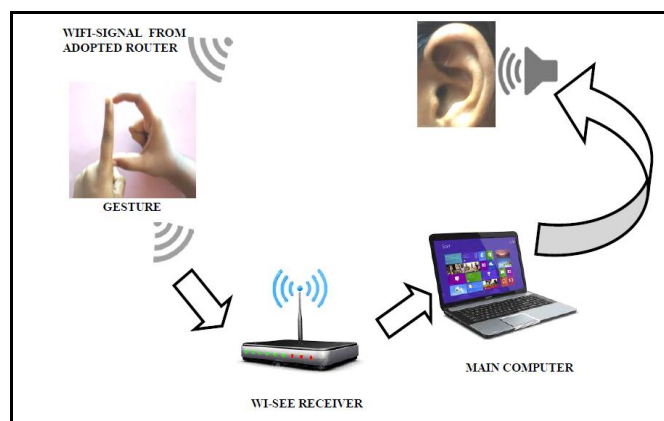 WIFI-SIGNAL FROM
ADOPTED ROUTER
GESTURE
MAIN COMPUTER
WI-SEE RECEIVER